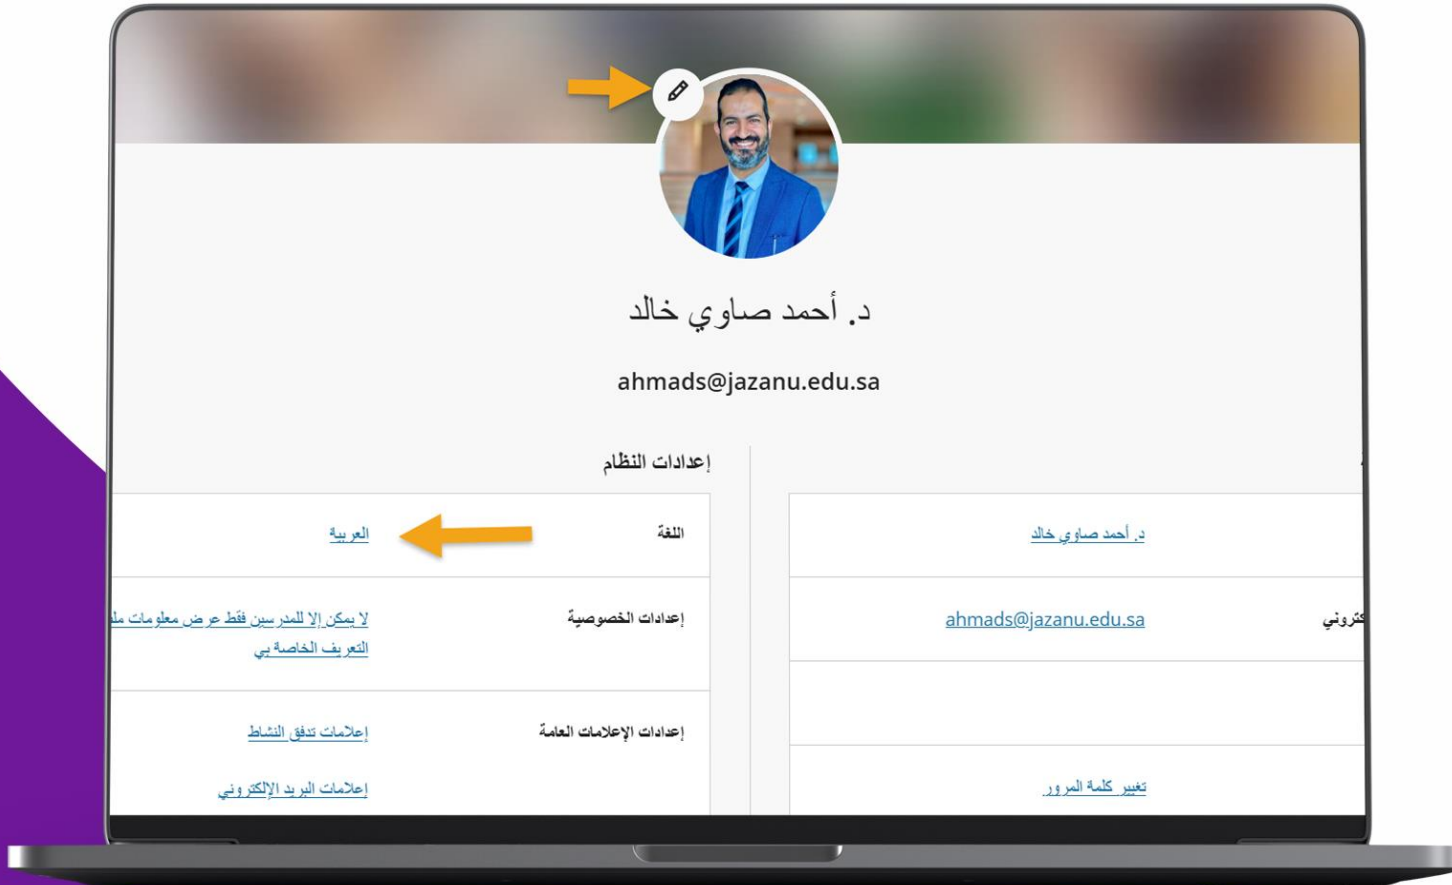 د. أحمد صاوي خالد
ahmads@jazanu.edu.sa
د. أحمد صاوي خالد
ahmads@jazanu.edu.sa
تغيير كلمة المرور
إعدادات النظام
اللغة
العربية
إعدادات الخصوصية
لا يمكن إلا للمدرسين فقط عرض معلومات
التعريف الخاصة بي
إعدادات الإعلامات العامة
إعلامات تدفق النشاط
إعلامات البريد الإلكتروني